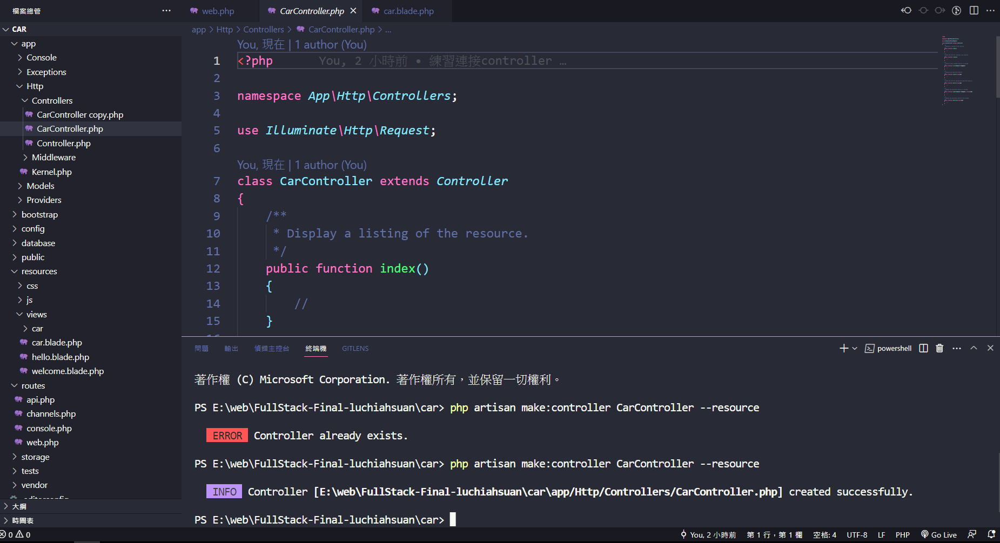 檔案總管 ···
CAR
app
Console
Exceptions
Http
Controllers
CarController copy.php
CarController.php
Controller.php
Middleware
Kernel.php
Models
Providers
bootstrap
config
database
public
resources
css
js
views
car
car.blade.php
hello.blade.php
welcome.blade.php
routes
api.php
channels.php
console.php
web.php
storage
tests
vendor
大綱
時間表
web.php CarController.php car.blade.php
app > Http > Controllers > CarController.php > ...
You, 現在 | 1 author (You)
1 <?php You, 2 小時前 • 練習連接controller …
2
3 namespace App\Http\Controllers;
4
5 use Illuminate\Http\Request;
6
You, 現在 | 1 author (You)
7 class CarController extends Controller
8 {
9 /**
10 * Display a listing of the resource.
11 */
12 public function index()
13 {
14 //
15 }
問題 輸出 偵錯主控台 終端機 GITLENS powershell
著作權 (C) Microsoft Corporation. 著作權所有，並保留一切權利。
PS E:\web\FullStack-Final-luchiahsuan\car> php artisan make:controller CarController --resource
ERROR Controller already exists.
PS E:\web\FullStack-Final-luchiahsuan\car> php artisan make:controller CarController --resource
INFO Controller [E:\web\FullStack-Final-luchiahsuan\car\app/Http/Controllers/CarController.php] created successfully.
PS E:\web\FullStack-Final-luchiahsuan\car>
0 0 You, 2 小時前 第 1 行，第 1 欄 空格: 4 UTF-8 LF PHP Go Live